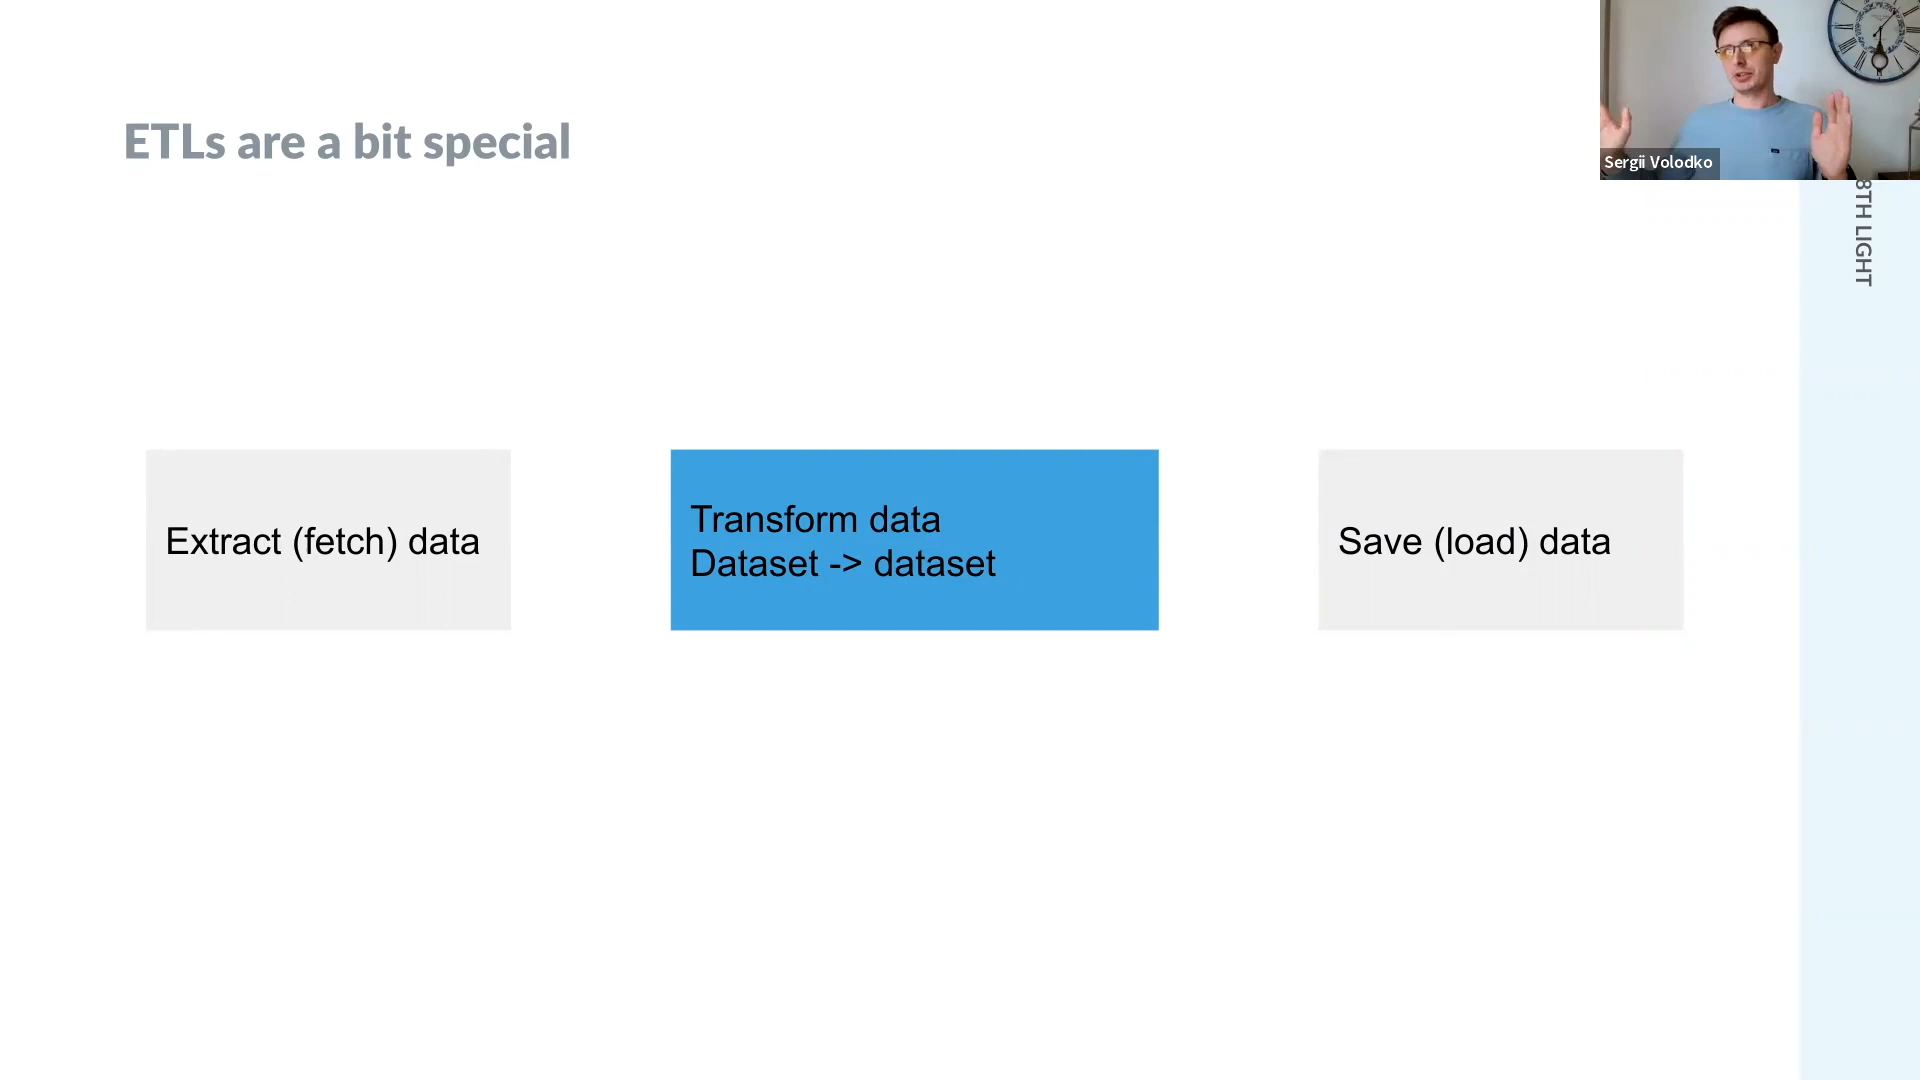 ETLs are a bit special
Sergii Volodko
8TH LIGHT
Extract (fetch) data
Transform data
Dataset -> dataset
Save (load) data